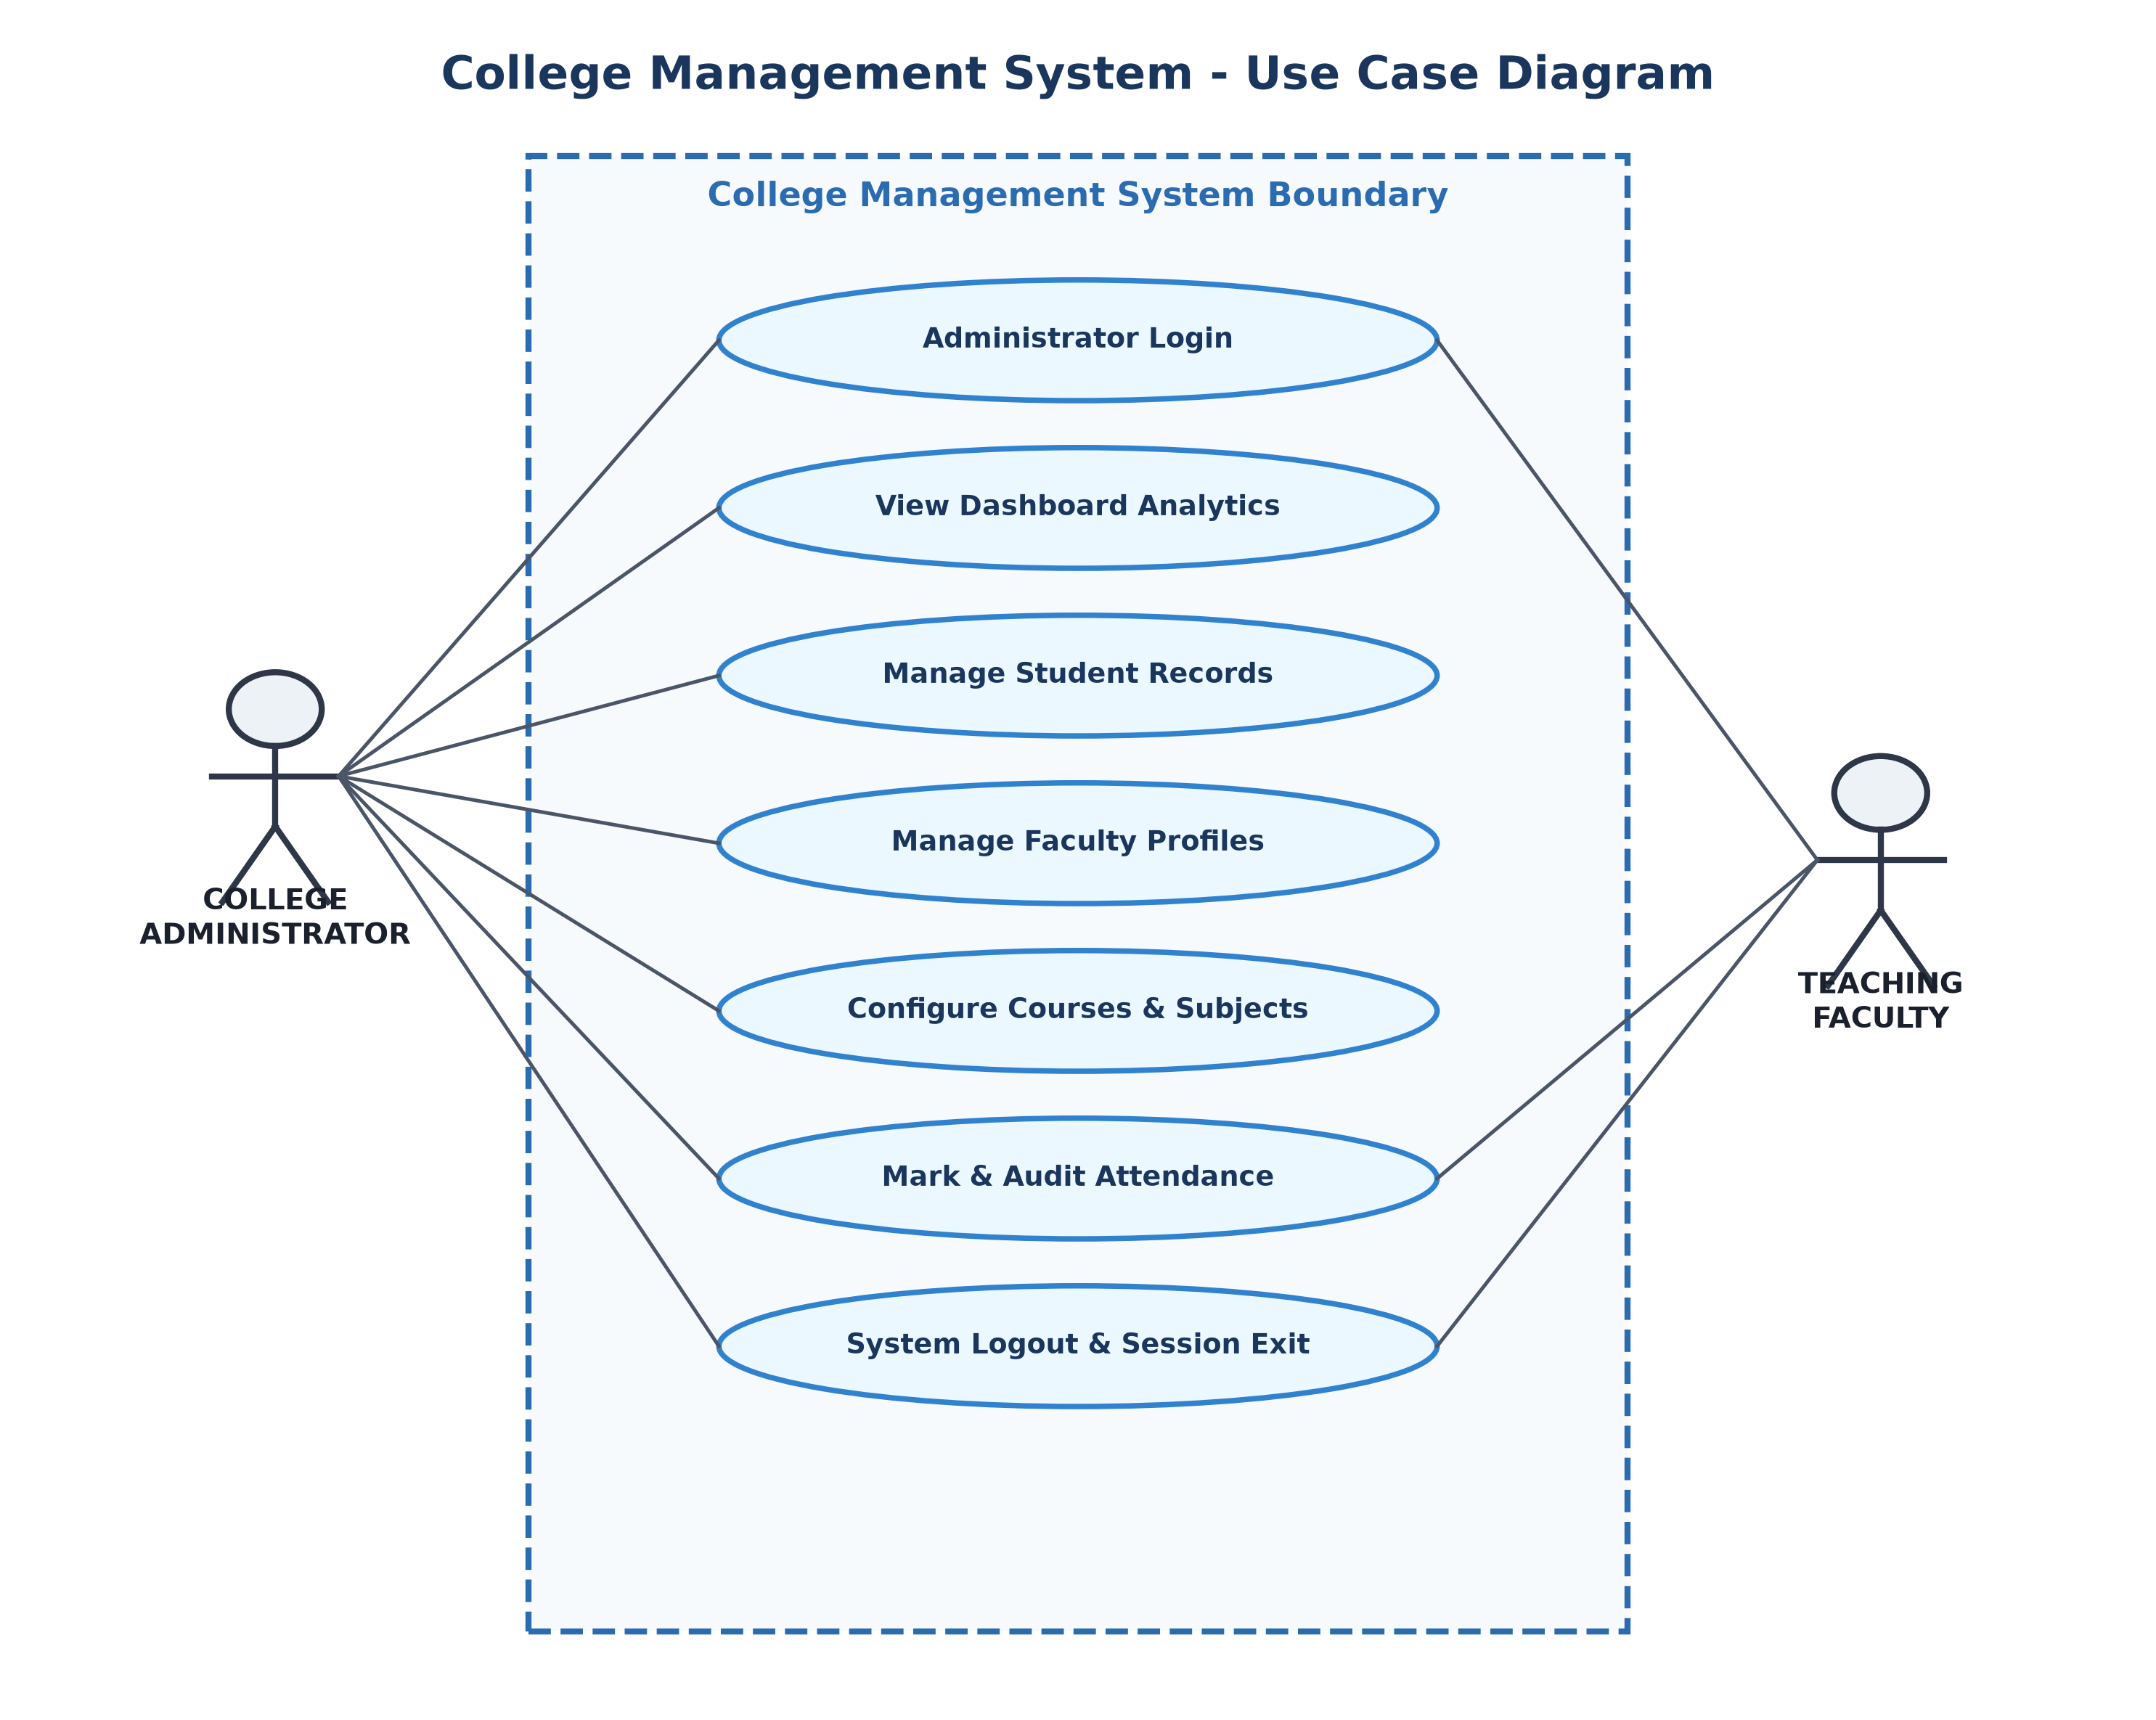 College Management System - Use Case Diagram
College Management System Boundary
Administrator Login
View Dashboard Analytics
Manage Student Records
Manage Faculty Profiles
Configure Courses & Subjects
Mark & Audit Attendance
System Logout & Session Exit
COLLEGE
ADMINISTRATOR
TEACHING
FACULTY